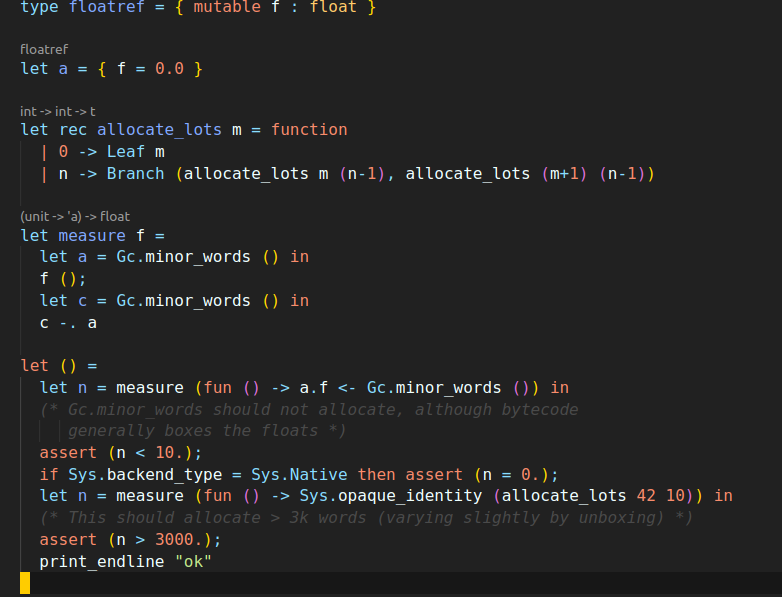 type floatref = { mutable f : float }
floatref
let a = { f = 0.0 }
int -> int -> t
let rec allocate_lots m = function
| 0 -> Leaf m
| n -> Branch (allocate_lots m (n-1), allocate_lots (m+1) (n-1))
(unit -> 'a) -> float
let measure f =
let a = Gc.minor_words () in
f ();
let c = Gc.minor_words () in
c -. a
let () =
let n = measure (fun () -> a.f <- Gc.minor_words ()) in
(* Gc.minor_words should not allocate, although bytecode
generally boxes the floats *)
assert (n < 10.);
if Sys.backend_type = Sys.Native then assert (n = 0.);
let n = measure (fun () -> Sys.opaque_identity (allocate_lots 42 10)) in
(* This should allocate > 3k words (varying slightly by unboxing) *)
assert (n > 3000.);
print_endline "ok"